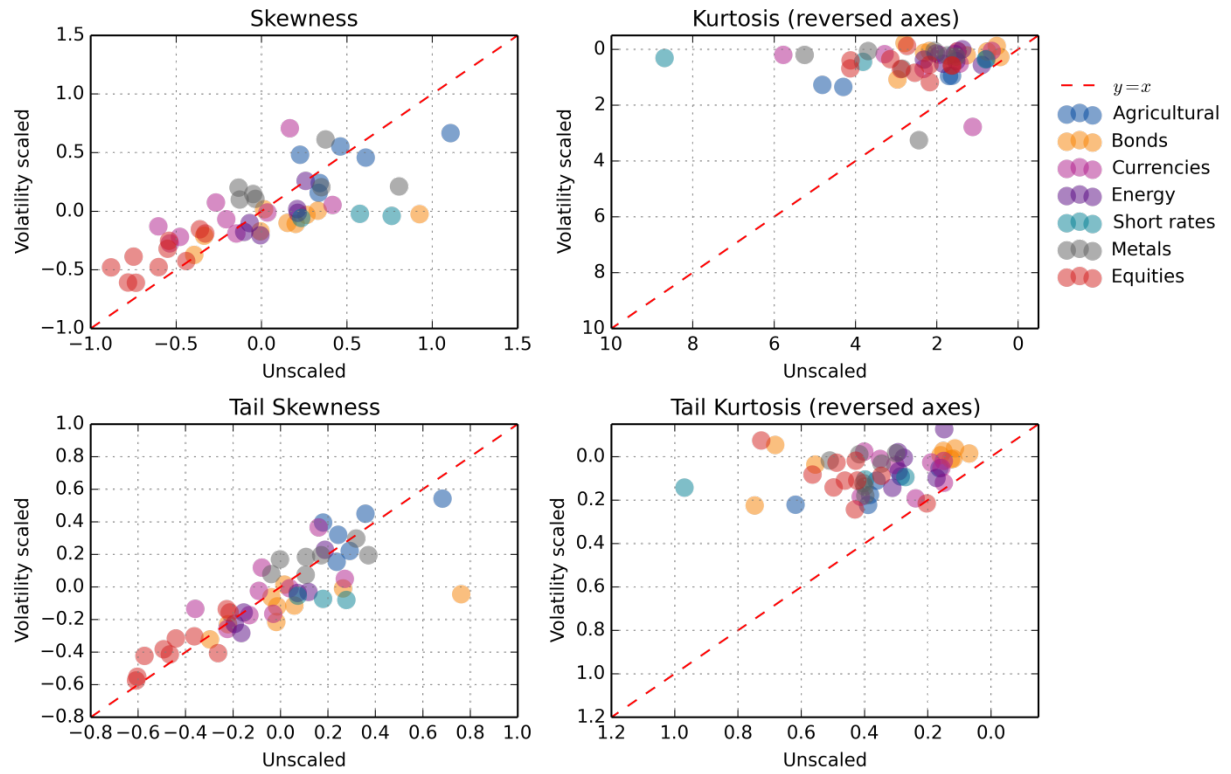 Skewness
1.5
1.0
0.5
0.0
−0.5
−1.0
−1.0 −0.5 0.0 0.5 1.0 1.5
Volatility scaled
Unscaled
Kurtosis (reversed axes)
0
2
4
6
8
10
10 8 6 4 2 0
Volatility scaled
Unscaled
y=x
Agricultural
Bonds
Currencies
Energy
Short rates
Metals
Equities
Tail Skewness
1.0
0.8
0.6
0.4
0.2
0.0
−0.2
−0.4
−0.6
−0.8
−0.8 −0.6 −0.4 −0.2 0.0 0.2 0.4 0.6 0.8 1.0
Volatility scaled
Unscaled
Tail Kurtosis (reversed axes)
0.0
0.2
0.4
0.6
0.8
1.0
1.2
1.2 1.0 0.8 0.6 0.4 0.2 0.0
Volatility scaled
Unscaled